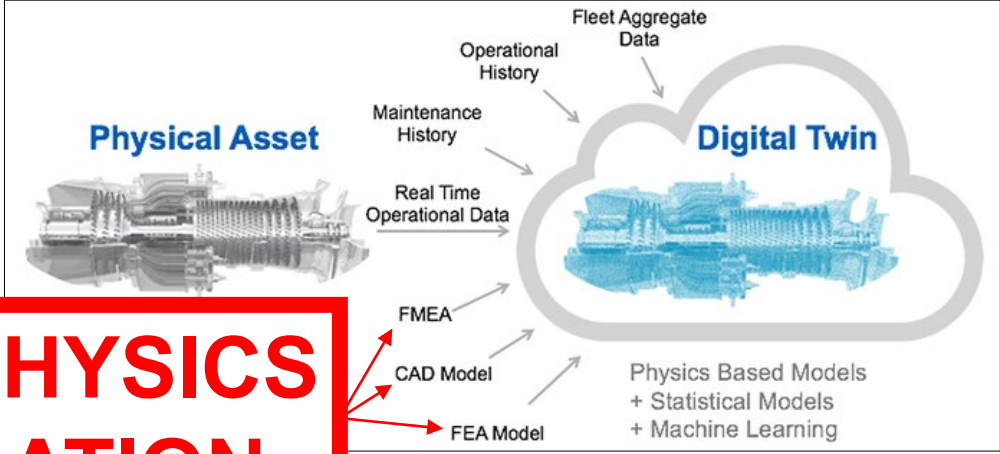 Fleet Aggregate
Data
Operational
History
Maintenance
History
Physical Asset
Digital Twin
Real Time
Operational Data
FMEA
CAD Model
FEA Model
Physics Based Models
+ Statistical Models
+ Machine Learning
HYSICS
ATION